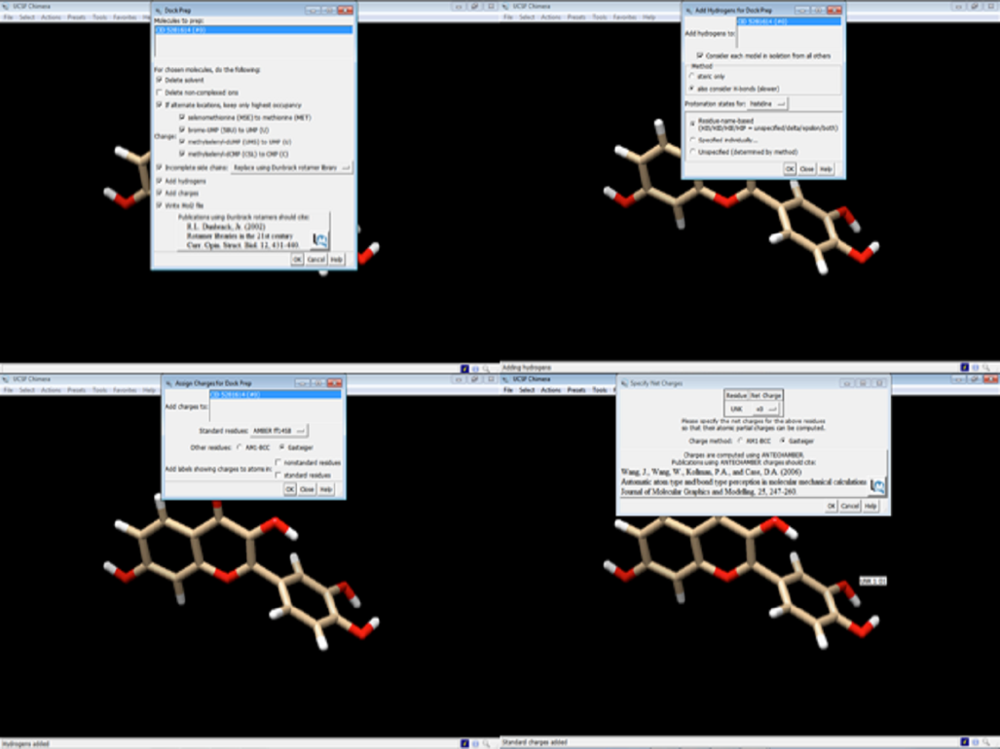 UCSF Chimera
File Select Actions Presets Tools Favorites Help
Dock Prep
Molecules to prep:
CID 5281614 (#0)
For chosen molecules, do the following:
Delete solvent
Delete non-complexed ions
If alternate locations, keep only highest occupancy
Change:
selenomethionine (MSE) to methionine (MET)
bromo-UMP (5BU) to UMP (U)
methylselenyl-dUMP (UMS) to UMP (U)
methylselenyl-dCMP (CSL) to CMP (C)
Incomplete side chains: Replace using Dunbrack rotamer library
Add hydrogens
Add charges
Write Mol2 file
Publications using Dunbrack rotamers should cite:
R.L. Dunbrack, Jr. (2002)
Rotamer libraries in the 21st century
Curr. Opin. Struct. Biol. 12, 431-440.
OK Cancel Help
UCSF Chimera
File Select Actions Presets Tools Favorites Help
Add Hydrogens for Dock Prep
CID 5281614 (#0)
Add hydrogens to:
Consider each model in isolation from all others
Method
steric only
also consider H-bonds (slower)
Protonation states for: histidine
Residue-name-based
(HIS/HID/HIE/HIP = unspecified/delta/epsilon/both)
Specified individually...
Unspecified (determined by method)
OK Close Help
Adding hydrogens
UCSF Chimera
File Select Actions Presets Tools Favorites Help
Assign Charges for Dock Prep
CID 5281614 (#0)
Add charges to:
Standard residues: AMBER ff14SB
Other residues: AM1-BCC Gasteiger
Add labels showing charges to atoms in:
nonstandard residues
standard residues
OK Close Help
Hydrogens added
UCSF Chimera
File Select Actions Presets Tools F
Specify Net Charges
Residue Net Charge
UNK +0
Please specify the net charges for the above residues
so that their atomic partial charges can be computed.
Charge method: AM1-BCC Gasteiger
Charges are computed using ANTECHAMBER.
Publications using ANTECHAMBER charges should cite:
Wang, J., Wang, W., Kollman, P.A., and Case, D.A. (2006)
Automatic atom type and bond type perception in molecular mechanical calculations
Journal of Molecular Graphics and Modelling, 25, 247-260.
OK Cancel Help
UNK 1 O1
Standard charges added